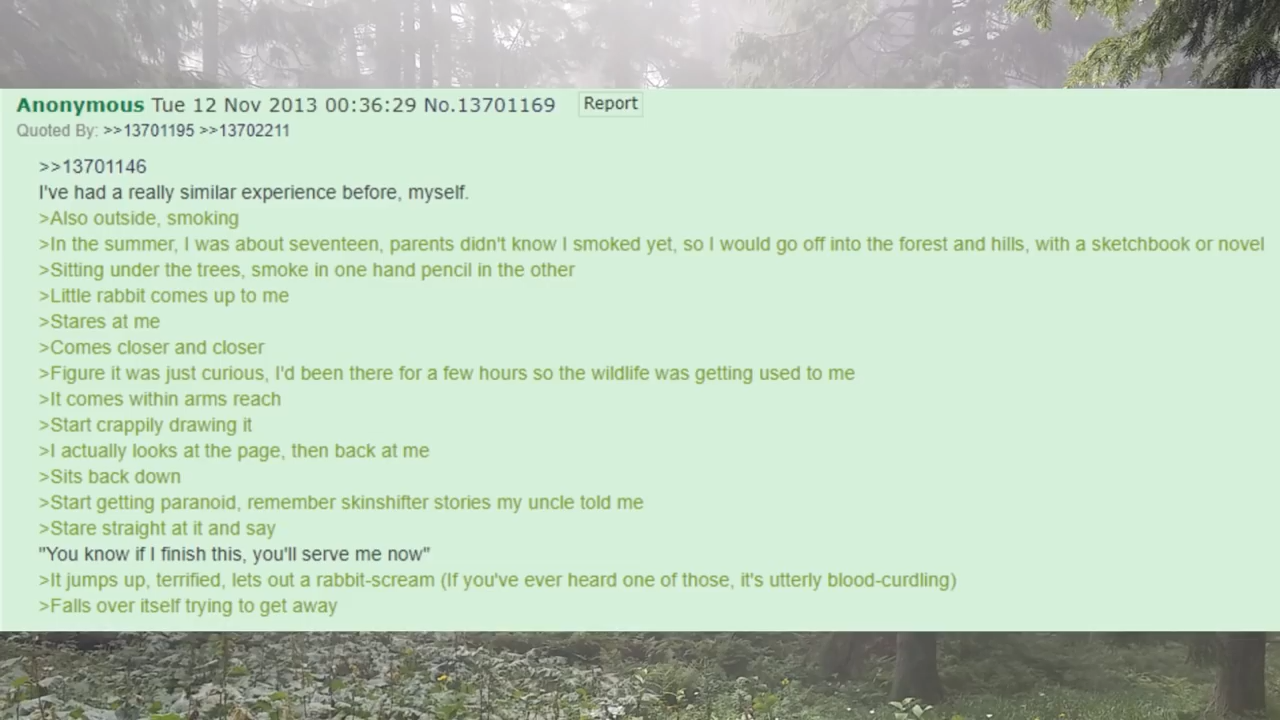 Anonymous Tue 12 Nov 2013 00:36:29 No.13701169 Report
Quoted By: >>13701195 >>13702211
>>13701146
I've had a really similar experience before, myself.
>Also outside, smoking
>In the summer, I was about seventeen, parents didn't know I smoked yet, so I would go off into the forest and hills, with a sketchbook or novel
>Sitting under the trees, smoke in one hand pencil in the other
>Little rabbit comes up to me
>Stares at me
>Comes closer and closer
>Figure it was just curious, I'd been there for a few hours so the wildlife was getting used to me
>It comes within arms reach
>Start crappily drawing it
>I actually looks at the page, then back at me
>Sits back down
>Start getting paranoid, remember skinshifter stories my uncle told me
>Stare straight at it and say
"You know if I finish this, you'll serve me now"
>It jumps up, terrified, lets out a rabbit-scream (If you've ever heard one of those, it's utterly blood-curdling)
>Falls over itself trying to get away